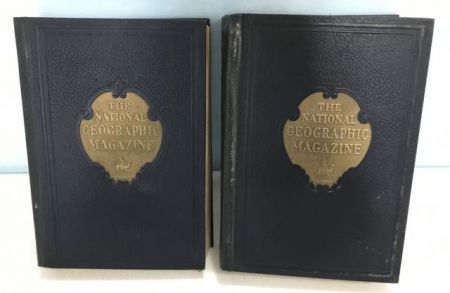 THE
NATIONAL
GEOGRAPHIC
MAGAZINE
THE
NATIONAL
GEOGRAPHIC
MAGAZINE